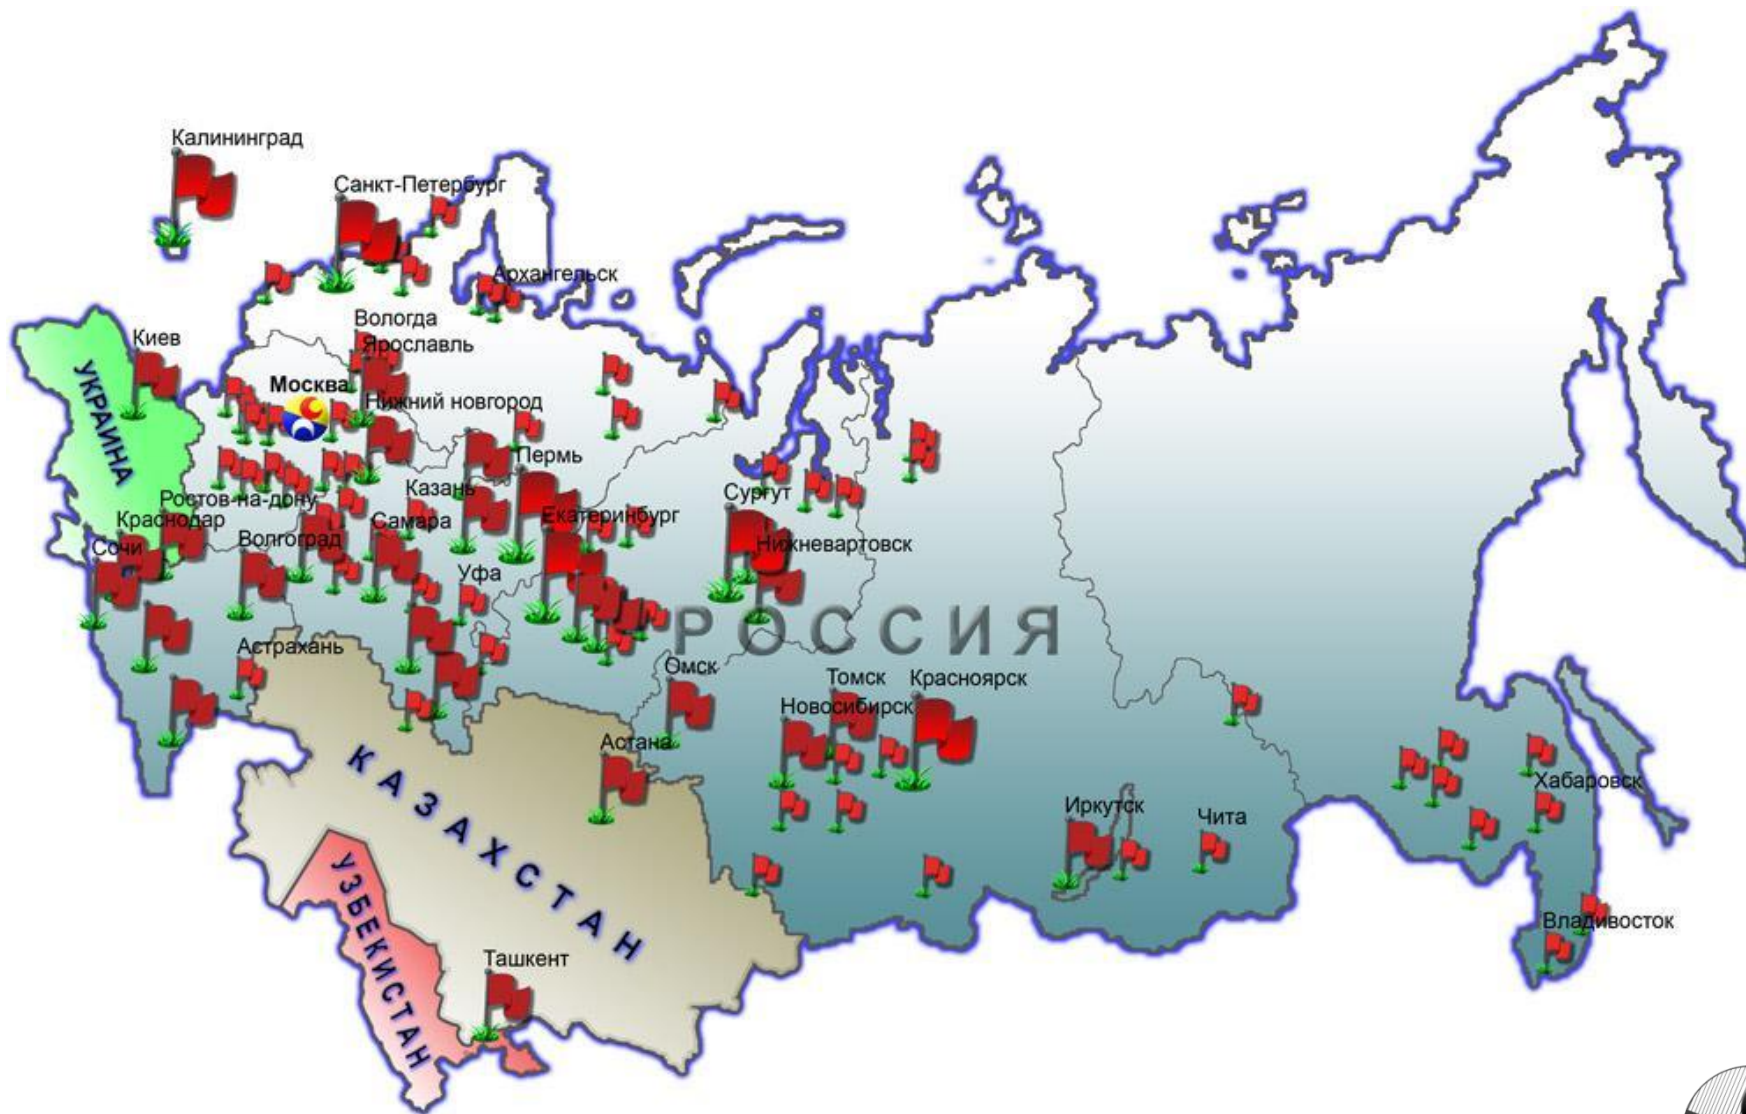 Калининград
Санкт-Петербург
Архангельск
Вологда
Киев
Ярославль
УКРАИНА
Москва
Нижний новгород
Пермь
Казань
Сургут
Ростов-на-дону
Екатеринбург
Краснодар
Самара
Волгоград
Нижневартовск
Сочи
Уфа
РОССИЯ
Астрахань
Омск
Томск
Красноярск
Новосибирск
Астана
КАЗАХСТАН
Хабаровск
Иркутск
Чита
УЗБЕКИСТАН
Владивосток
Ташкент